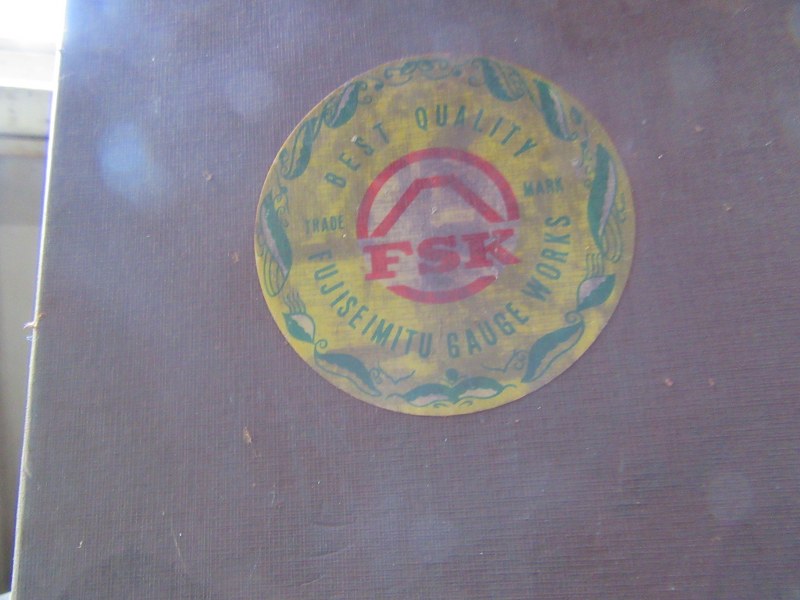 BEST QUALITY
TRADE MARK
FSK
FUJISEIMITU GAUGE WORKS